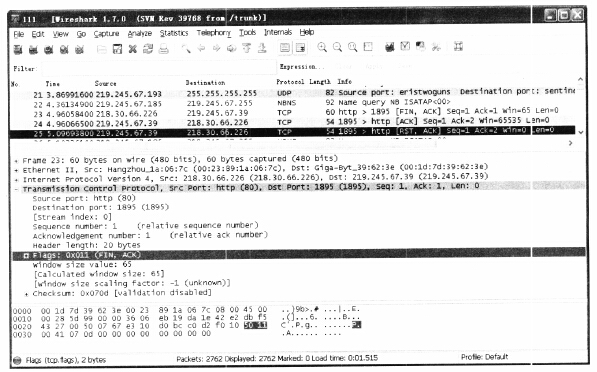 111 [Wireshark 1.7.0 (SVN Rev 39768 from /trunk)]
File Edit View Go Capture Analyze Statistics Telephony Tools Internals Help
Filter: Expression...
No Time Source Destination Protocol Length Info
21 3.86991600 219.245.67.193 255.255.255.255 UDP 82 Source port: eristwoguns Destination port: sentine
22 4.36134900 219.245.67.185 219.245.67.255 NBNS 92 Name query NB ISATAP<00>
23 4.96058400 218.30.66.226 219.245.67.39 TCP 60 http > 1895 [FIN, ACK] Seq=1 Ack=1 Win=65 Len=0
24 4.96066500 219.245.67.39 218.30.66.226 TCP 54 1895 > http [ACK] Seq=1 Ack=2 Win=65535 Len=0
25 5.09693800 219.245.67.39 218.30.66.226 TCP 54 1895 > http [RST, ACK] Seq=1 Ack=2 Win=0 Len=0
+ Frame 23: 60 bytes on wire (480 bits), 60 bytes captured (480 bits)
+ Ethernet II, Src: Hangzhou_1a:06:7c (00:23:89:1a:06:7c), Dst: Giga-Byt_39:62:3e (00:1d:7d:39:62:3e)
+ Internet Protocol Version 4, Src: 218.30.66.226 (218.30.66.226), Dst: 219.245.67.39 (219.245.67.39)
- Transmission Control Protocol, Src Port: http (80), Dst Port: 1895 (1895), Seq: 1, Ack: 1, Len: 0
Source port: http (80)
Destination port: 1895 (1895)
[Stream index: 0]
Sequence number: 1 (relative sequence number)
Acknowledgement number: 1 (relative ack number)
Header length: 20 bytes
+ Flags: 0x011 (FIN, ACK)
Window size value: 65
[Calculated window size: 65]
[Window size scaling factor: -1 (unknown)]
+ Checksum: 0x070d [validation disabled]
0000 00 1d 7d 39 62 3e 00 23 89 1a 06 7c 08 00 45 00 ..}9b>.# ...|..E.
0010 00 28 5d 99 00 00 36 06 eb 19 da 1e 42 e2 db f5 .(]...6. ....B...
0020 43 27 00 50 07 67 e3 10 d0 bc c0 d2 f0 10 50 11 C'.P.g.. ......P.
0030 00 41 07 0d 00 00 00 00 00 00 00 00
Flags (tcp.flags), 2 bytes Packets: 2762 Displayed: 2762 Marked: 0 Load time: 0:01.515 Profile: Default